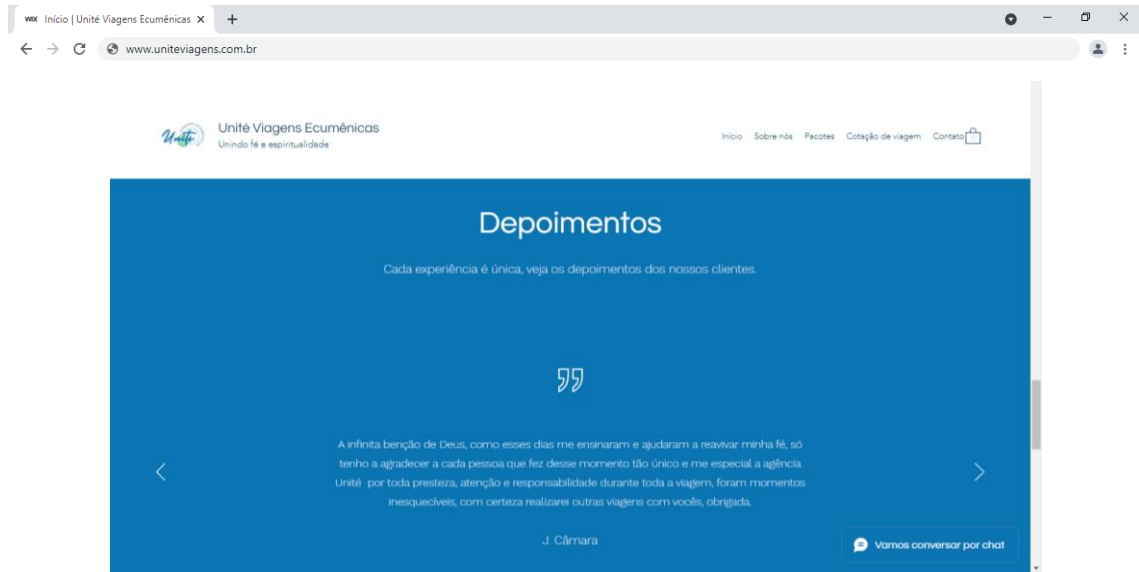 WIX Início | Unité Viagens Ecumênicas
www.uniteviagens.com.br
Unité
Unité Viagens Ecumênicas
Unindo fé e espiritualidade
Início Sobre nós Pacotes Cotação de viagem Contato
Depoimentos
Cada experiência é única, veja os depoimentos dos nossos clientes.
A infinita benção de Deus, como esses dias me ensinaram e ajudaram a reavivar minha fé, só
tenho a agradecer a cada pessoa que fez desse momento tão único e me especial a agência
Unité por toda presteza, atenção e responsabilidade durante toda a viagem, foram momentos
inesquecíveis, com certeza realizarei outras viagens com vocês, obrigada.
J. Câmara
Vamos conversar por chat